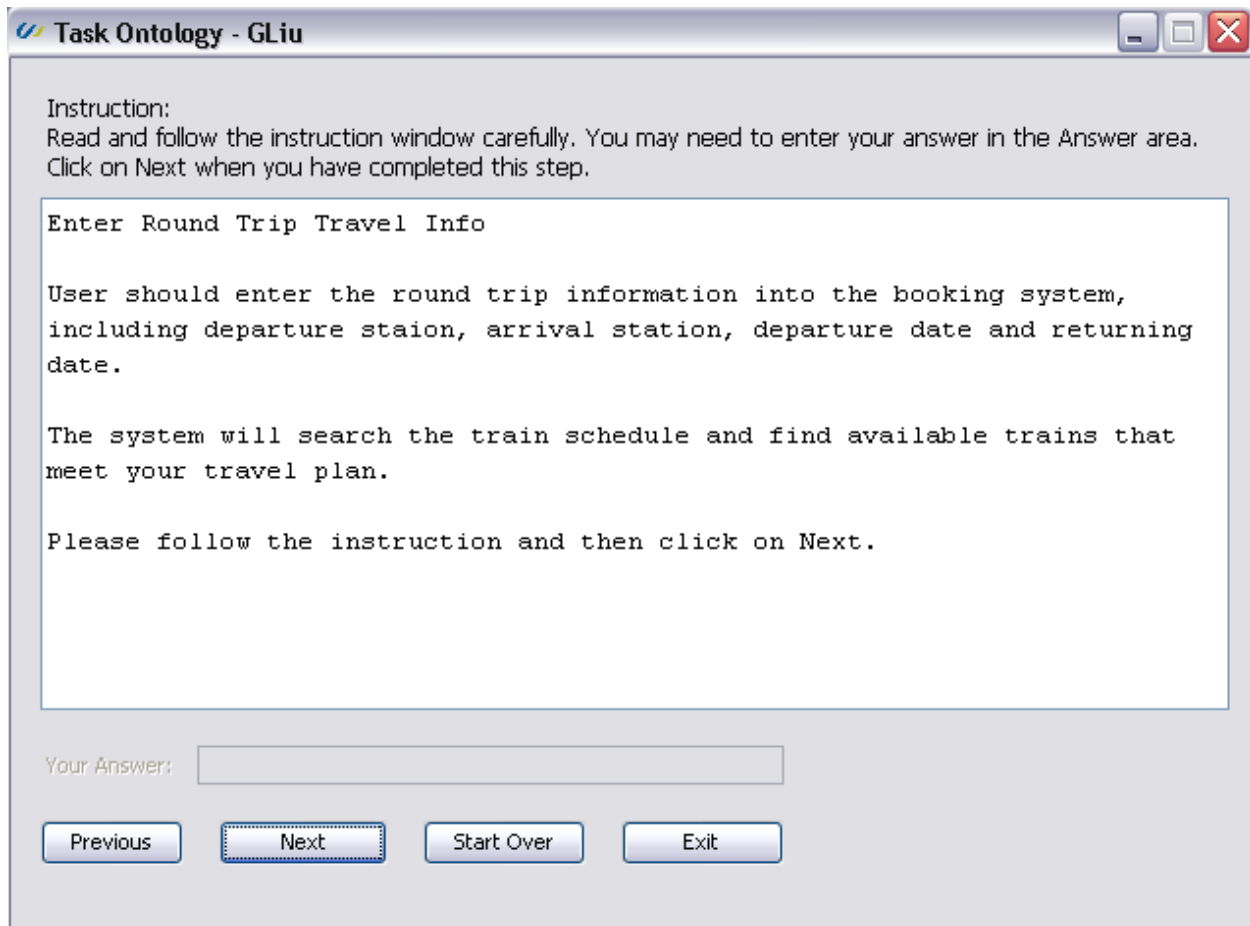 Task Ontology - GLiu
Instruction:
Read and follow the instruction window carefully. You may need to enter your answer in the Answer area.
Click on Next when you have completed this step.
Enter Round Trip Travel Info
User should enter the round trip information into the booking system,
including departure staion, arrival station, departure date and returning
date.
The system will search the train schedule and find available trains that
meet your travel plan.
Please follow the instruction and then click on Next.
Your Answer:
Previous Next Start Over Exit